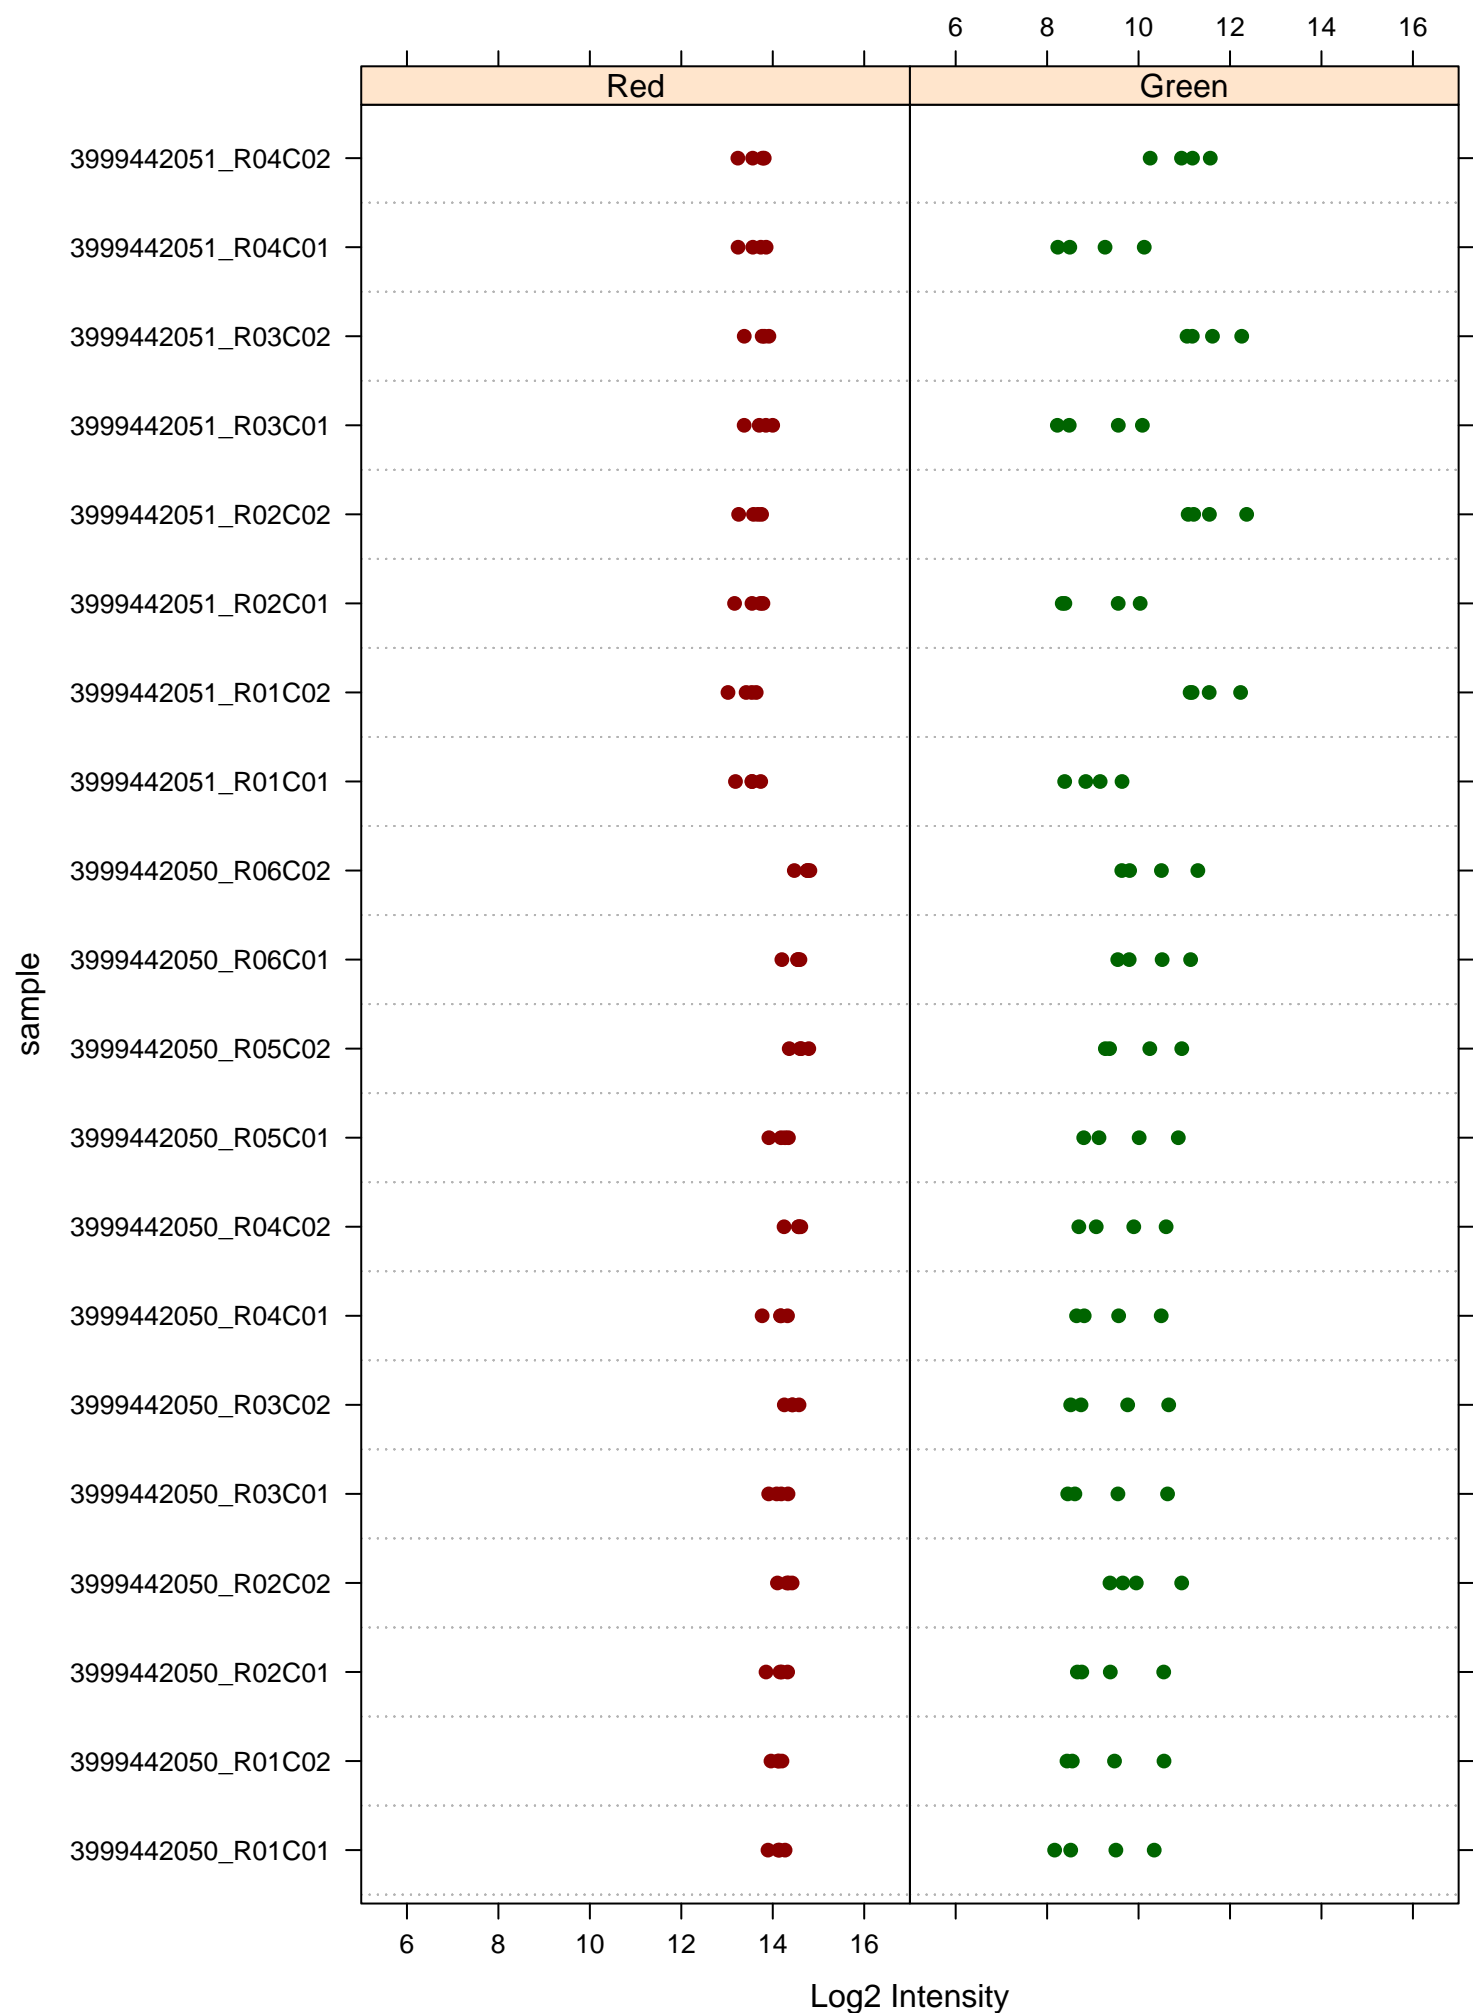 6 8 10 12 14 16
Red Green
3999442051_R04C02
3999442051_R04C01
3999442051_R03C02
3999442051_R03C01
3999442051_R02C02
3999442051_R02C01
3999442051_R01C02
3999442051_R01C01
3999442050_R06C02
3999442050_R06C01
3999442050_R05C02
3999442050_R05C01
3999442050_R04C02
3999442050_R04C01
3999442050_R03C02
3999442050_R03C01
3999442050_R02C02
3999442050_R02C01
3999442050_R01C02
3999442050_R01C01
sample
6 8 10 12 14 16
Log2 Intensity